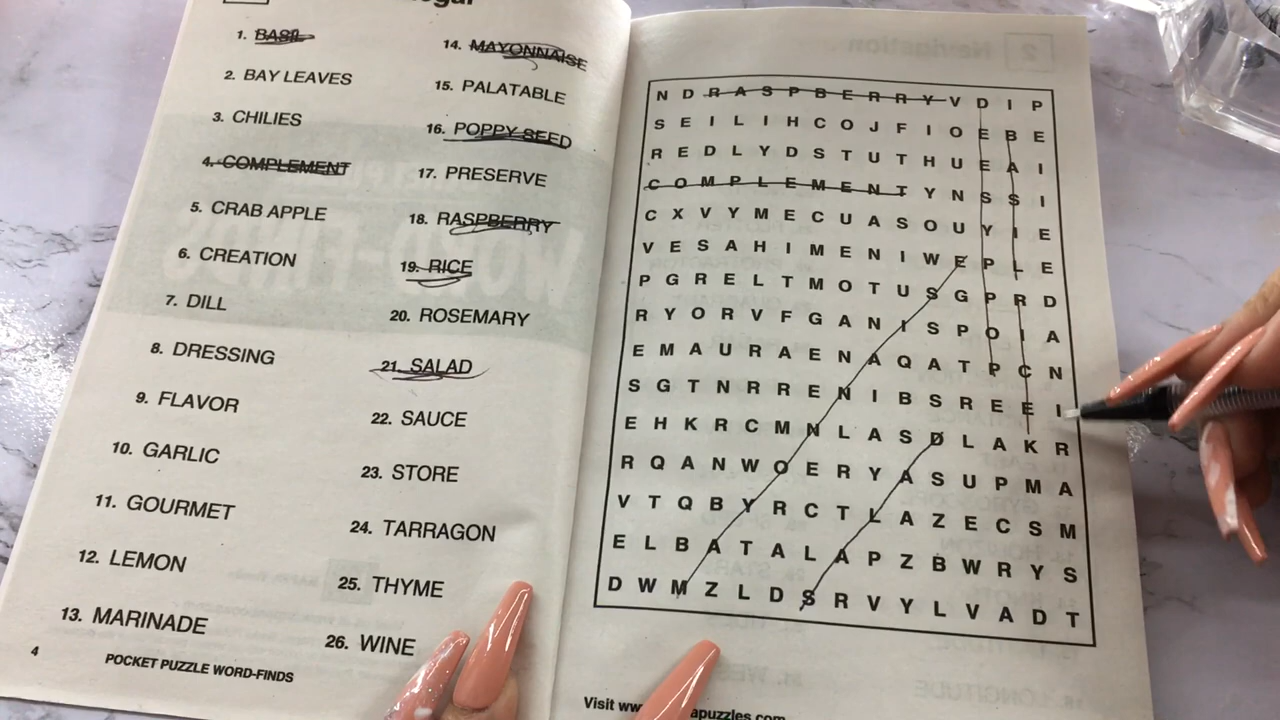 1. BASIL
2. BAY LEAVES
3. CHILIES
4. COMPLEMENT
5. CRAB APPLE
6. CREATION
7. DILL
8. DRESSING
9. FLAVOR
10. GARLIC
11. GOURMET
12. LEMON
13. MARINADE
14. MAYONNAISE
15. PALATABLE
16. POPPY SEED
17. PRESERVE
18. RASPBERRY
19. RICE
20. ROSEMARY
21. SALAD
22. SAUCE
23. STORE
24. TARRAGON
25. THYME
26. WINE
4 POCKET PUZZLE WORD-FINDS
N D R A S P B E R R Y V D I P
S E I L I H C O J F I O E B E
R E D L Y D S T U T H U E A I
C O M P L E M E N T Y N S S I
C X V Y M E C U A S O U Y I E
V E S A H I M E N I W E P L E
P G R E L T M O T U S G P R D
R Y O R V F G A N I S P O I A
E M A U R A E N A Q A T P C N
S G T N R R E N I B S R E E I
E H K R C M N L A S D L A K R
R Q A N W O E R Y A S U P M A
V T Q B Y R C T L A Z E C S M
E L B A T A L A P Z B W R Y S
D W M Z L D S R V Y L V A D T
Visit